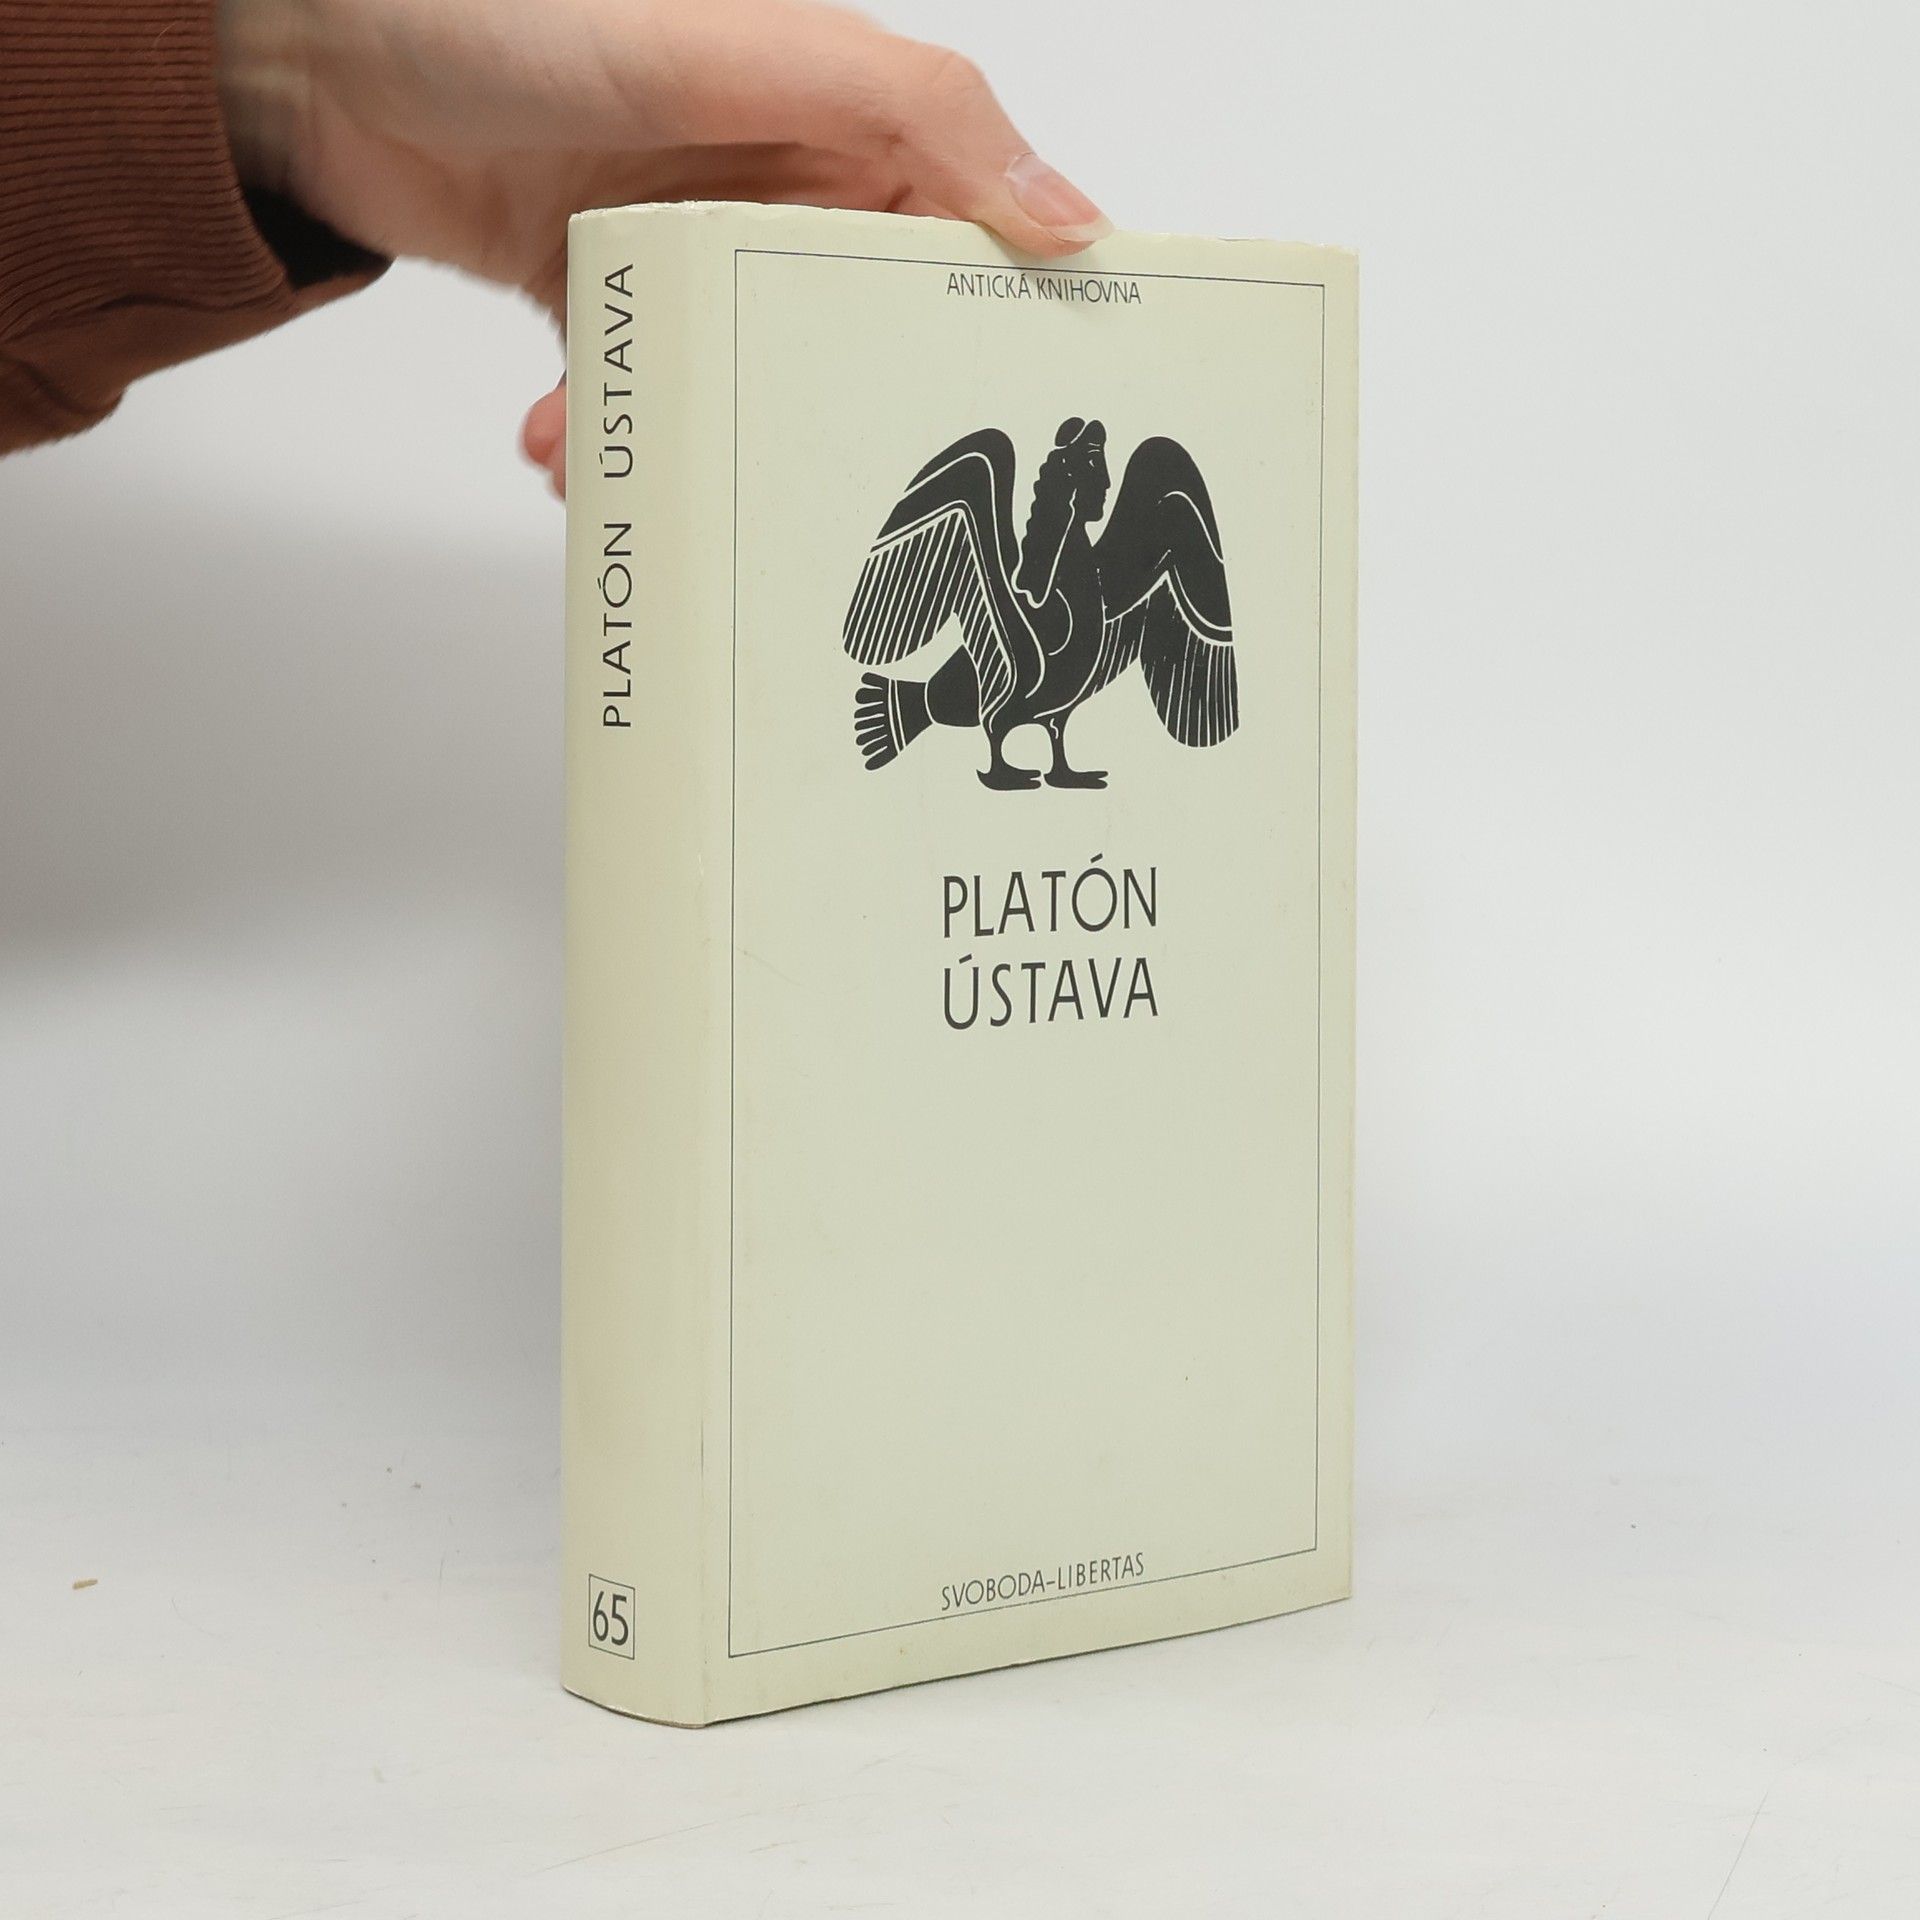 PLATÓN ÚSTAVA
65
ANTICKÁ KNIHOVNA
PLATÓN
ÚSTAVA
SVOBODA-LIBERTAS